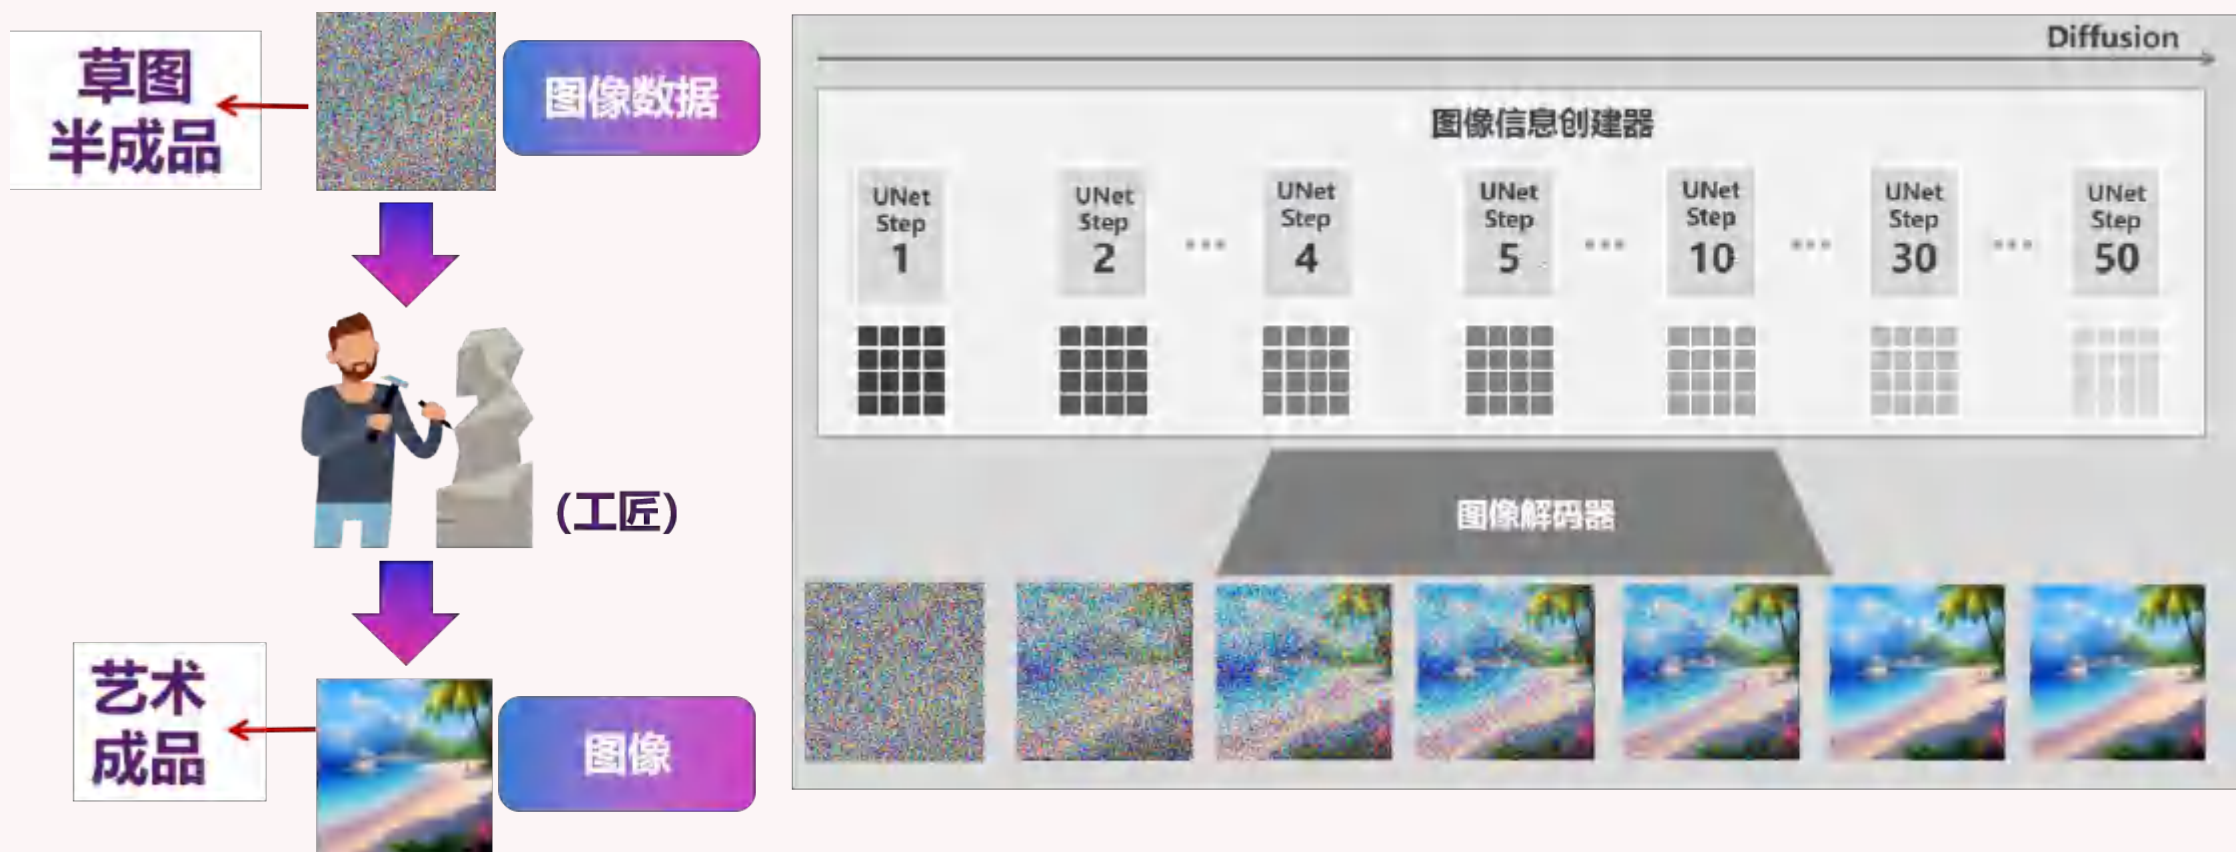 草图
半成品
图像数据
(工匠)
艺术
成品
图像
Diffusion
图像信息创建器
UNet
Step
1
UNet
Step
2
...
UNet
Step
4
UNet
Step
5
...
UNet
Step
10
...
UNet
Step
30
...
UNet
Step
50
图像解码器